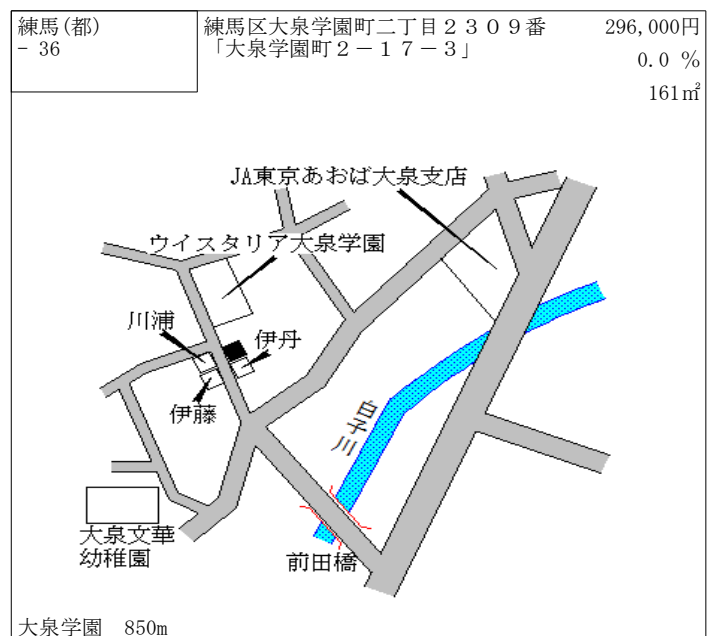 練馬(都)
- 36
練馬区大泉学園町二丁目２３０９番
「大泉学園町２－１７－３」
296,000円
0.0 %
161㎡
JA東京あおば大泉支店
ウイスタリア大泉学園
川浦
伊丹
伊藤
白子川
大泉文華
幼稚園
前田橋
大泉学園 850m